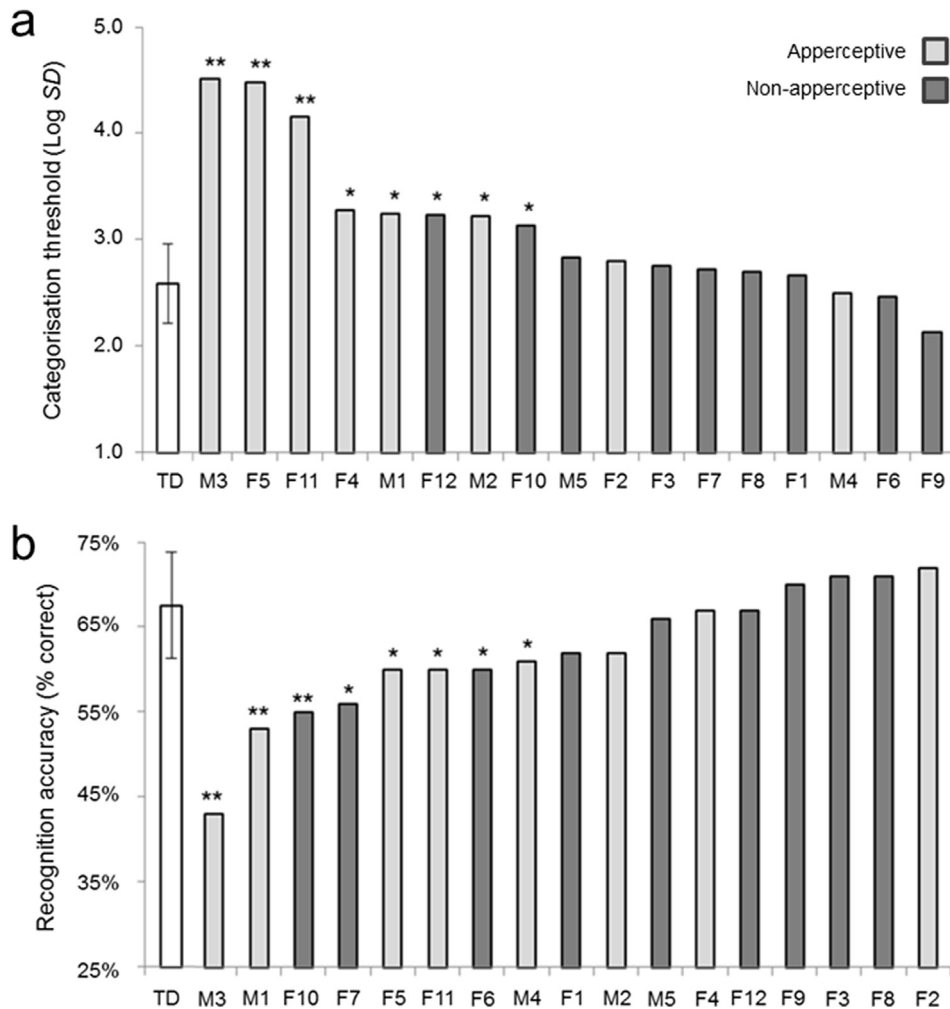 a
Categorisation threshold (Log SD)
5.0
4.0
3.0
2.0
1.0
Apperceptive
Non-apperceptive
** ** ** * * * * *
TD M3 F5 F11 F4 M1 F12 M2 F10 M5 F2 F3 F7 F8 F1 M4 F6 F9
b
Recognition accuracy (% correct)
75%
65%
55%
45%
35%
25%
** ** ** * * * * *
TD M3 M1 F10 F7 F5 F11 F6 M4 F1 M2 M5 F4 F12 F9 F3 F8 F2